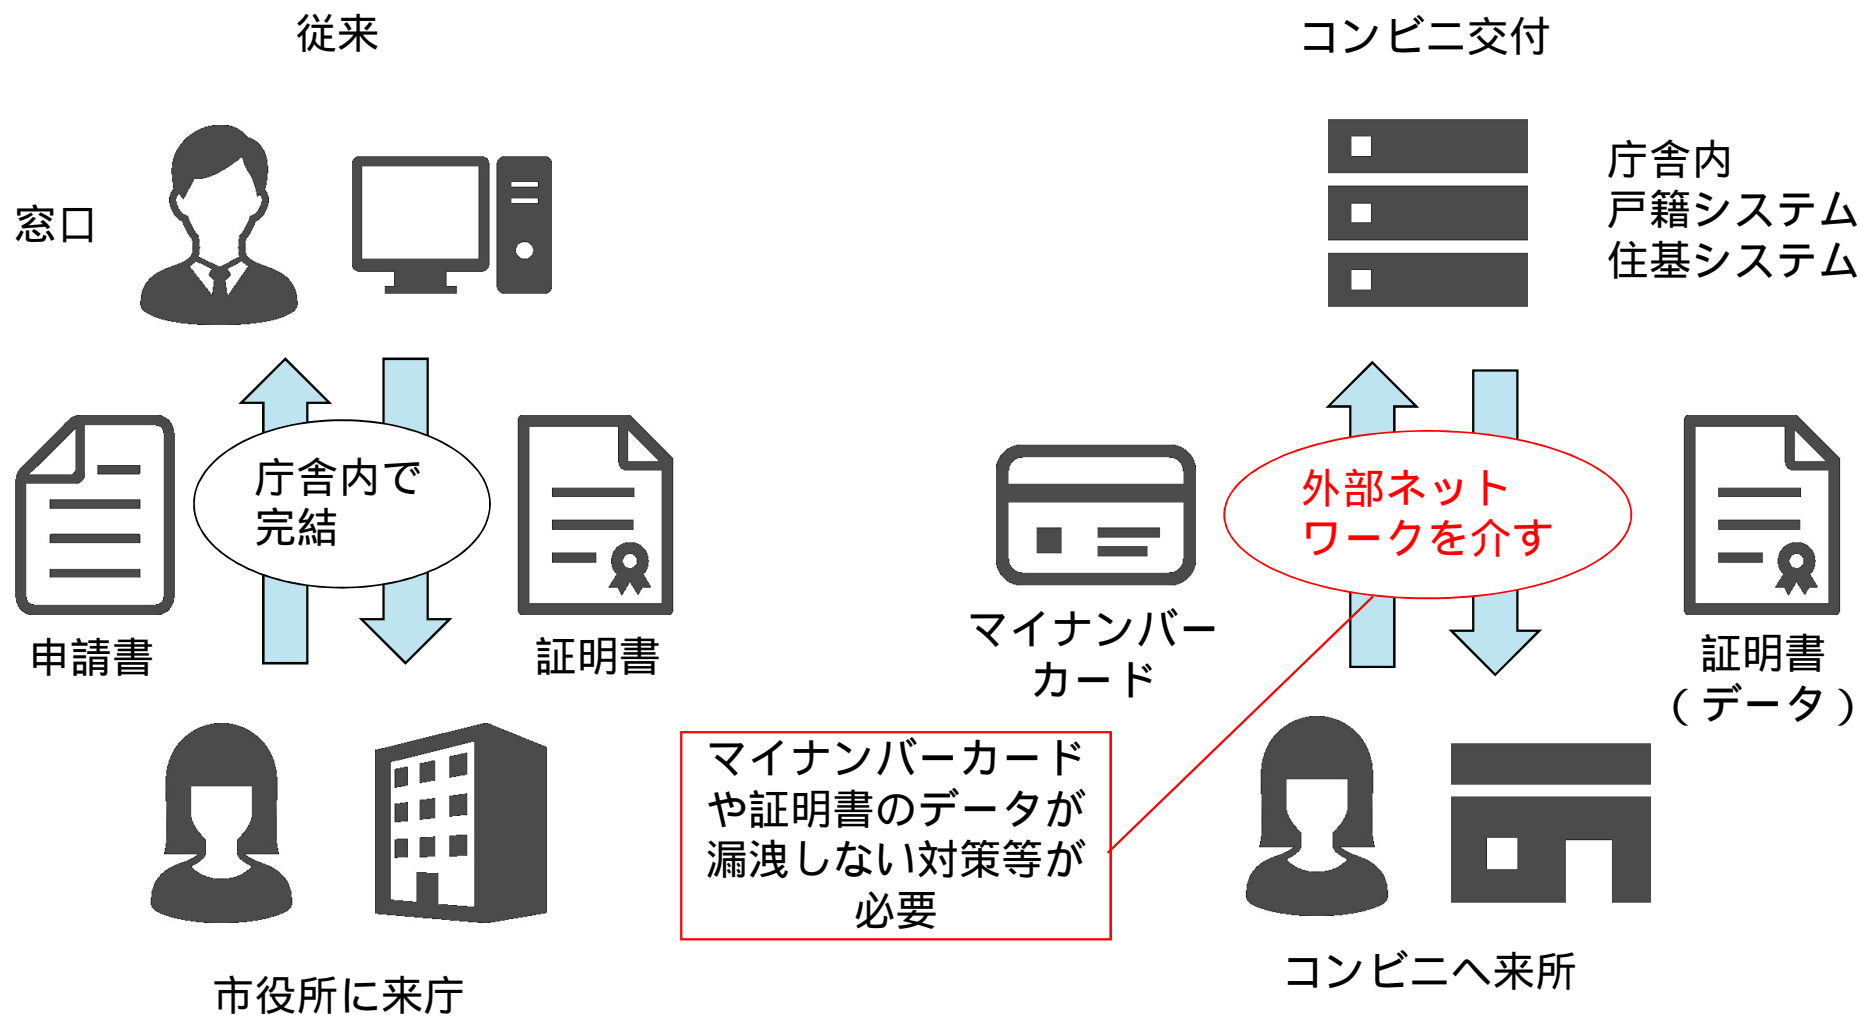 従来
窓口
庁舎内で
完結
申請書
証明書
市役所に来庁
コンビニ交付
庁舎内
戸籍システム
住基システム
外部ネット
ワークを介す
マイナンバー
カード
証明書
(データ)
マイナンバーカード
や証明書のデータが
漏洩しない対策等が
必要
コンビニへ来所